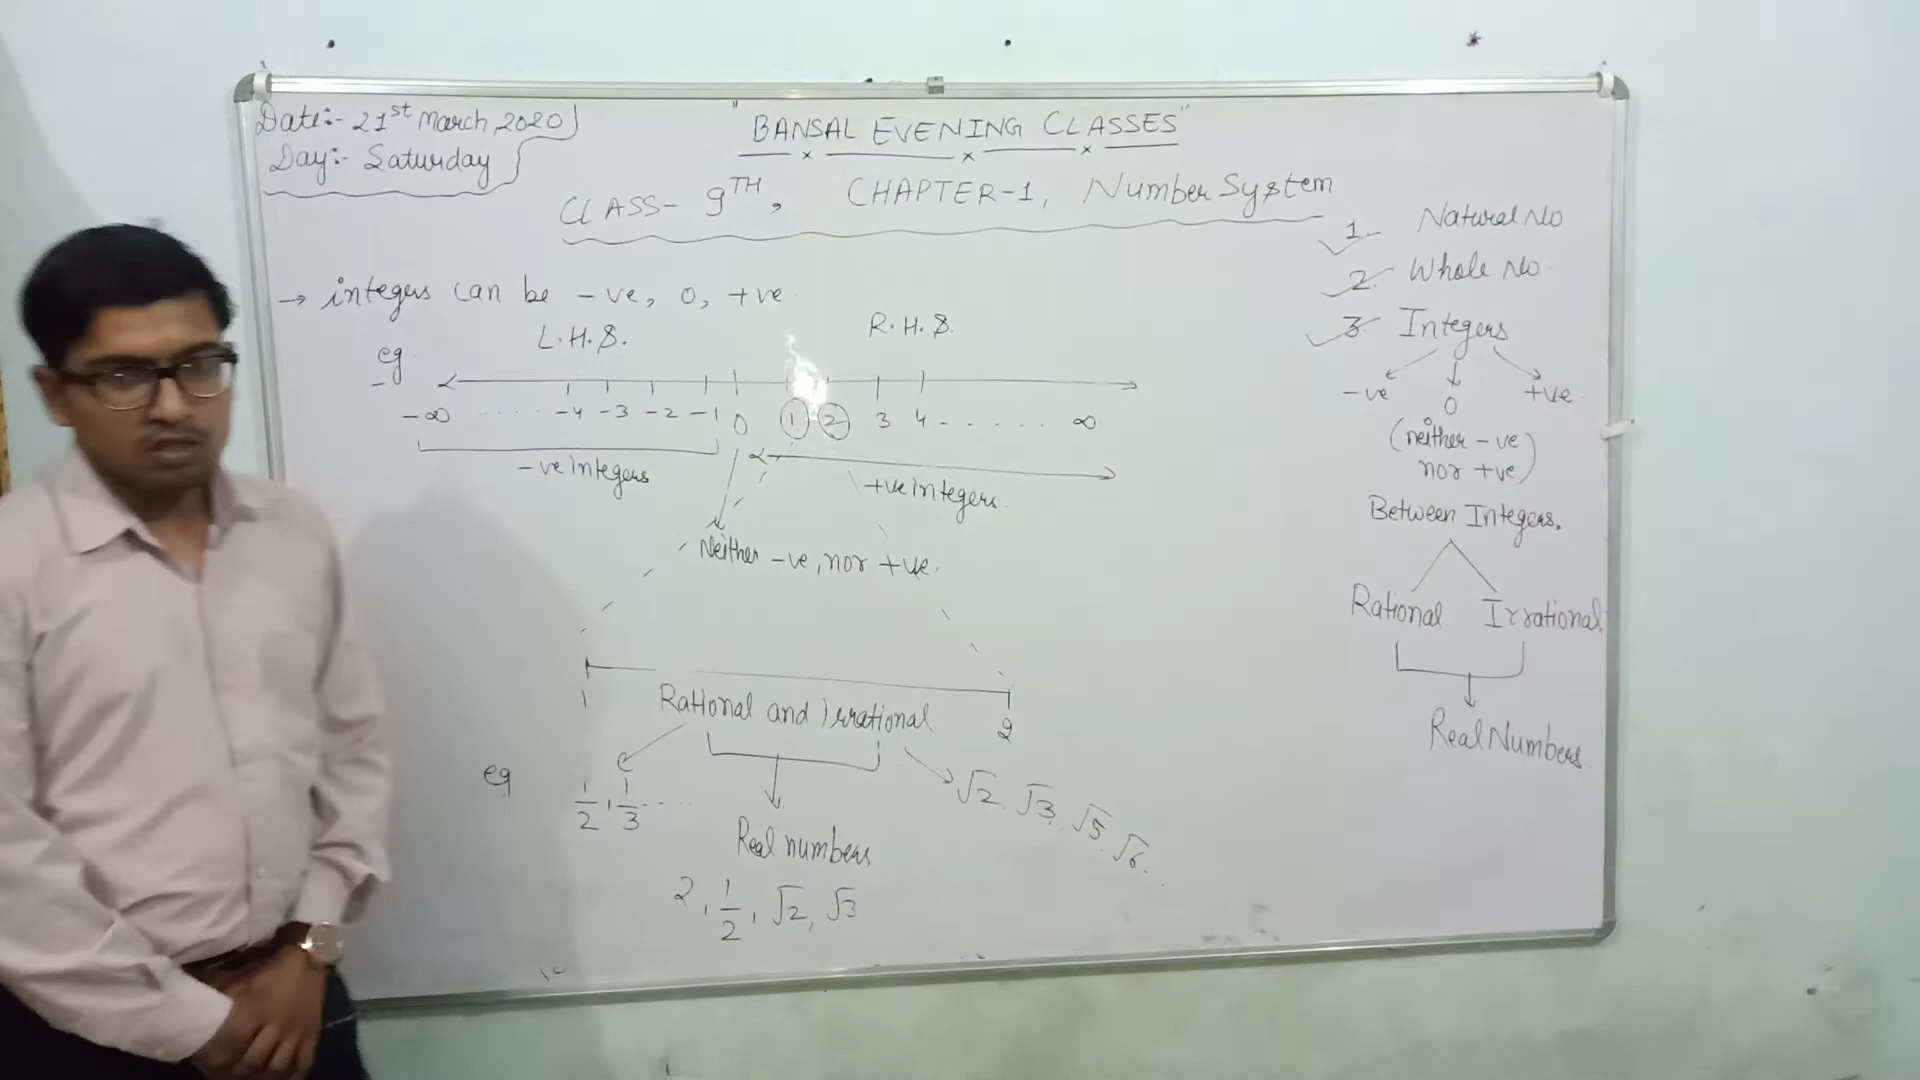 Date:- 21st March, 2020
Day:- Saturday
"BANSAL EVENING CLASSES"
CLASS- 9TH, CHAPTER-1, Number System
→ integers can be -ve, 0, +ve
L.H.S. R.H.S.
eg
-∞ ..... -4 -3 -2 -1 0 1 2 3 4 - ..... ∞
-ve integers
+ve integers.
Neither -ve, nor +ve.
1 Rational and Irrational 2
eg 1/2, 1/3 ..... √2, √3, √5, √6...
Real numbers
2, 1/2, √2, √3
1. Natural No
2. Whole No
3. Integers
-ve 0 +ve
(neither -ve
nor +ve)
Between Integers.
Rational Irrational
Real Numbers